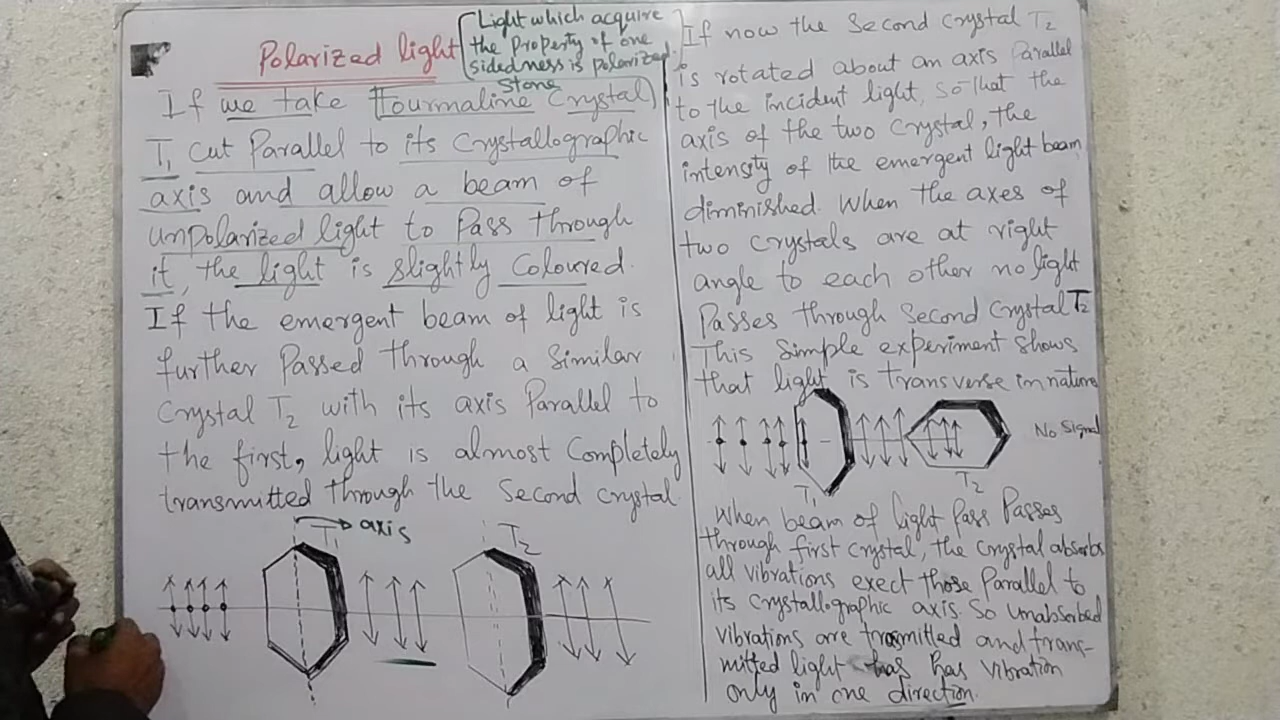 Polarized light
Light which acquire
the Property of one
sidedness is polarized
stone
If we take Tourmaline Crystal
T1 cut Parallel to its Crystallographic
axis and allow a beam of
unpolarized light to Pass through
it, the light is slightly Coloured.
If the emergent beam of light is
further Passed through a Similar
Crystal T2 with its axis Parallel to
the first, light is almost Completely
transmitted through the Second crystal.
T1
axis
T2
If now the Second Crystal T2
is rotated about an axis Parallel
to the incident light, so that the
axis of the two Crystal, the
intensity of the emergent light beam
diminished. When the axes of
two crystals are at right
angle to each other no light
Passes through Second Crystal T2
This Simple experiment shows
that light is transverse in nature
T1
T2
No Signal
When beam of light Pass Passes
through first crystal, the crystal absorbs
all vibrations exect those Parallel to
its crystallographic axis. So unabsorbed
vibrations are trasmitted and trans-
mitted light has has vibration
only in one direction.